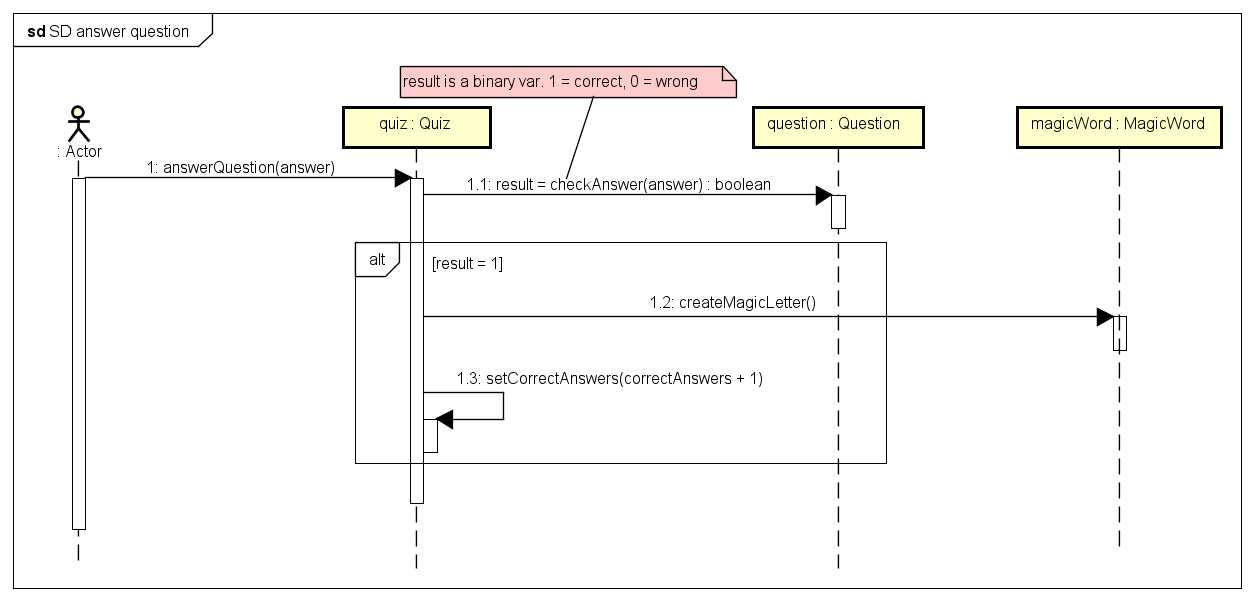 sd SD answer question
result is a binary var. 1 = correct, 0 = wrong
: Actor
quiz : Quiz
question : Question
magicWord : MagicWord
1: answerQuestion(answer)
1.1: result = checkAnswer(answer) : boolean
alt
[result = 1]
1.2: createMagicLetter()
1.3: setCorrectAnswers(correctAnswers + 1)